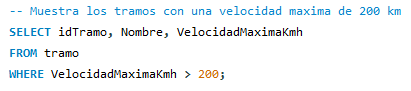 -- Muestra los tramos con una velocidad maxima de 200 km
SELECT idTramo, Nombre, VelocidadMaximaKmh
FROM tramo
WHERE VelocidadMaximaKmh > 200;